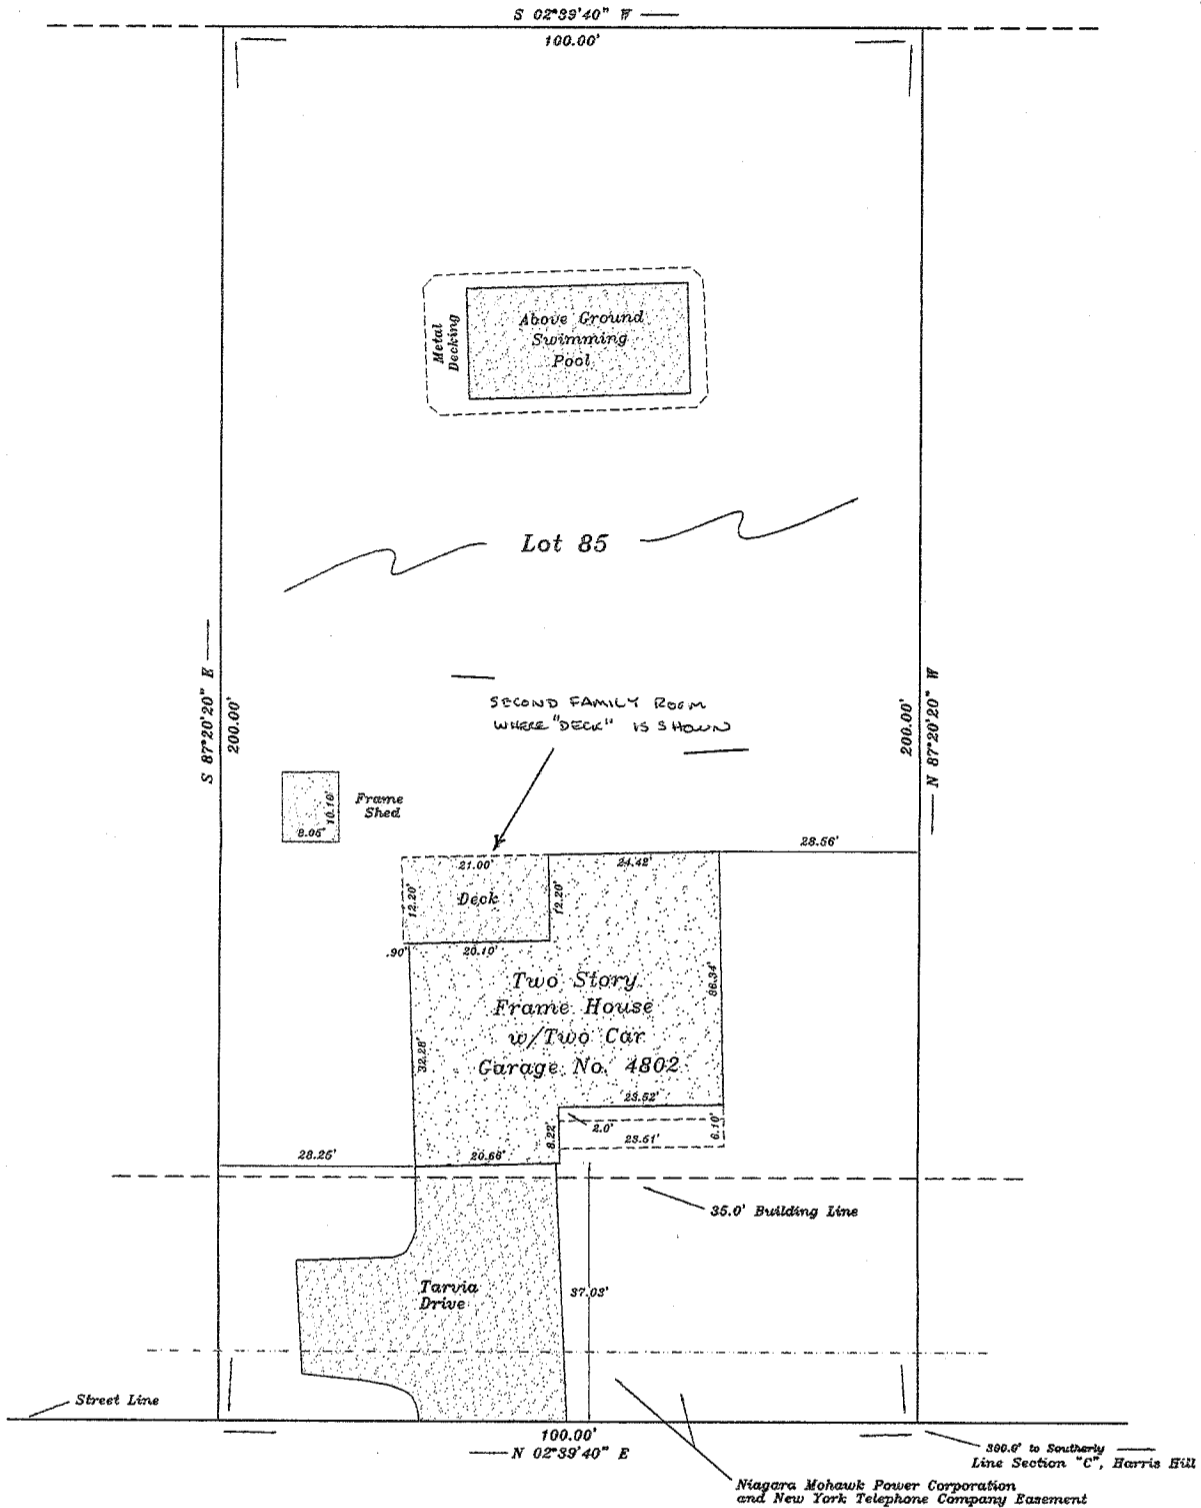 S 02°39'40" W
100.00'
Metal
Decking
Above Ground
Swimming
Pool
Lot 85
S 87°20'20" E
200.00'
200.00'
N 87°20'20" W
SECOND FAMILY ROOM
WHERE "DECK" IS SHOWN
10.10'
8.05'
Frame
Shed
28.56'
21.00'
24.42'
12.20'
Deck
12.20'
.90'
20.10'
Two Story
Frame House
w/Two Car
Garage No. 4802
32.28'
23.52'
2.0'
8.22'
23.51'
6.10'
28.25'
20.66'
35.0' Building Line
Tarvia
Drive
37.03'
Street Line
100.00'
N 02°39'40" E
300.0' to Southerly
Line Section "C", Harris Hill
Niagara Mohawk Power Corporation
and New York Telephone Company Easement